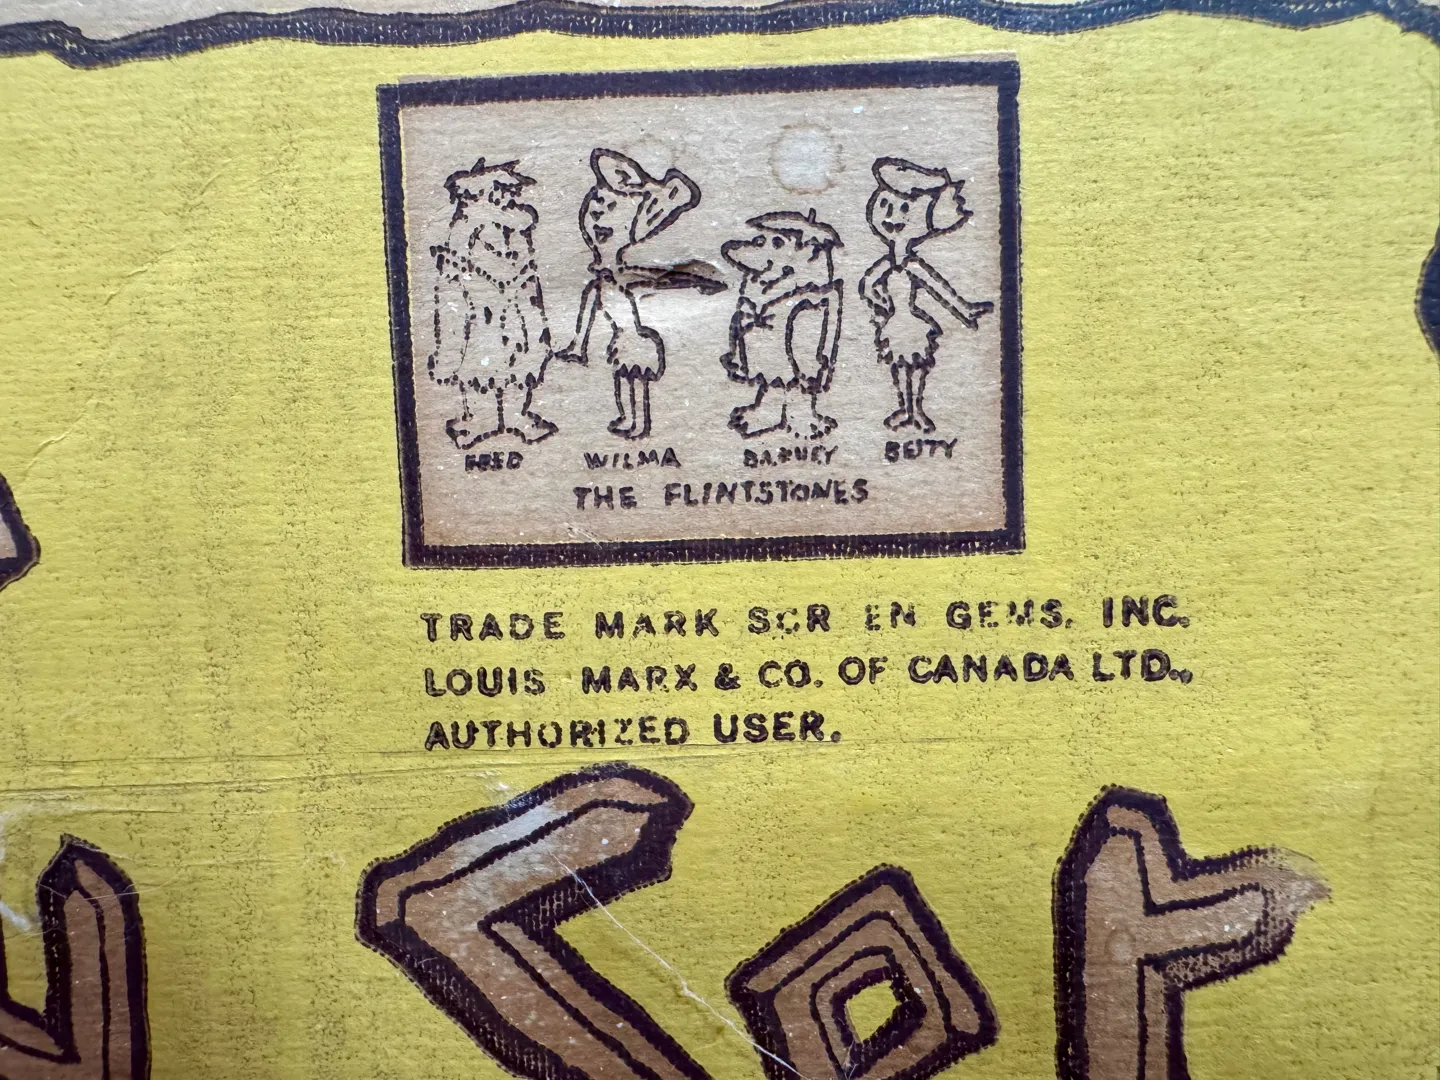 FRED WILMA BARNEY BETTY
THE FLINTSTONES
TRADE MARK SCR EN GEMS, INC.
LOUIS MARX & CO. OF CANADA LTD.,
AUTHORIZED USER.